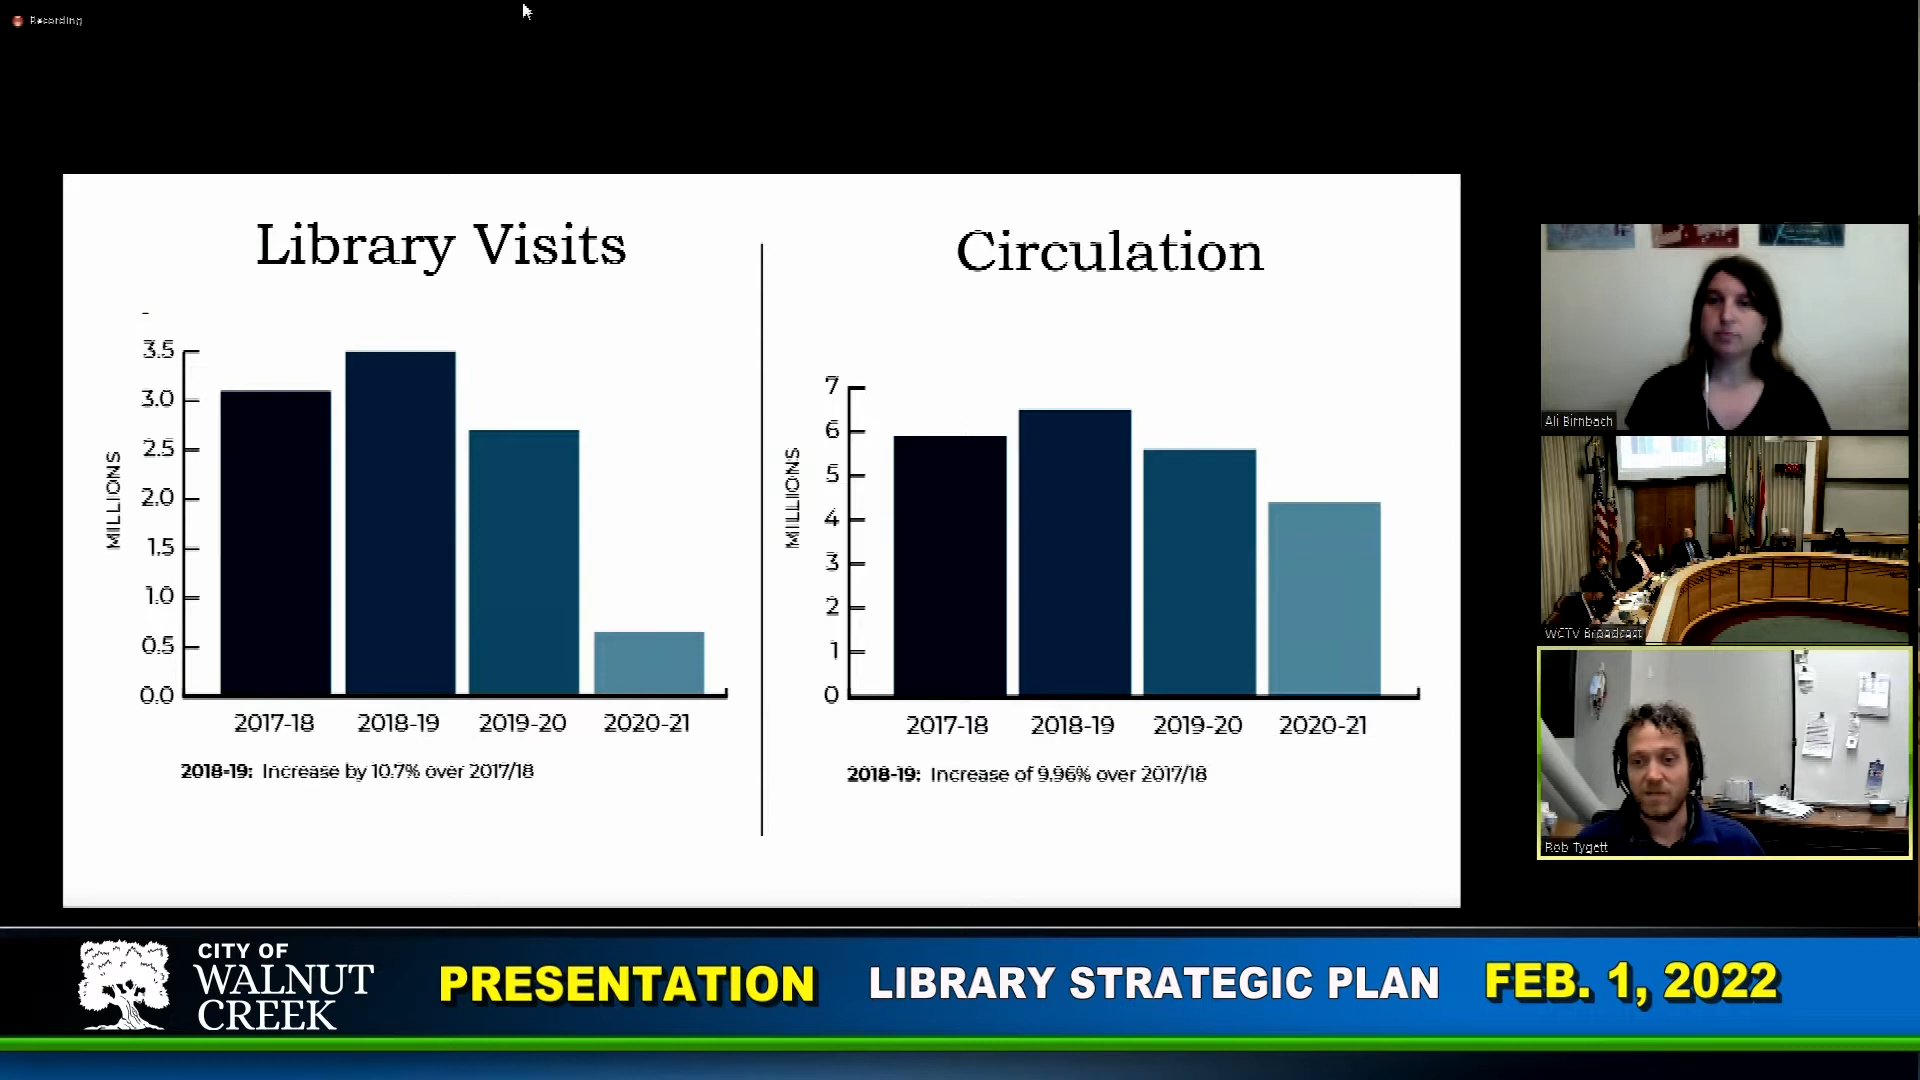 Recording
Library Visits
3.5
3.0
2.5
2.0
1.5
1.0
0.5
0.0
MILLIONS
2017-18 2018-19 2019-20 2020-21
2018-19: Increase by 10.7% over 2017/18
Circulation
7
6
5
4
3
2
1
0
MILLIONS
2017-18 2018-19 2019-20 2020-21
2018-19: Increase of 9.96% over 2017/18
Ali Birnbach
WCTV Broadcast
Rob Tygett
CITY OF
WALNUT
CREEK
PRESENTATION LIBRARY STRATEGIC PLAN FEB. 1, 2022